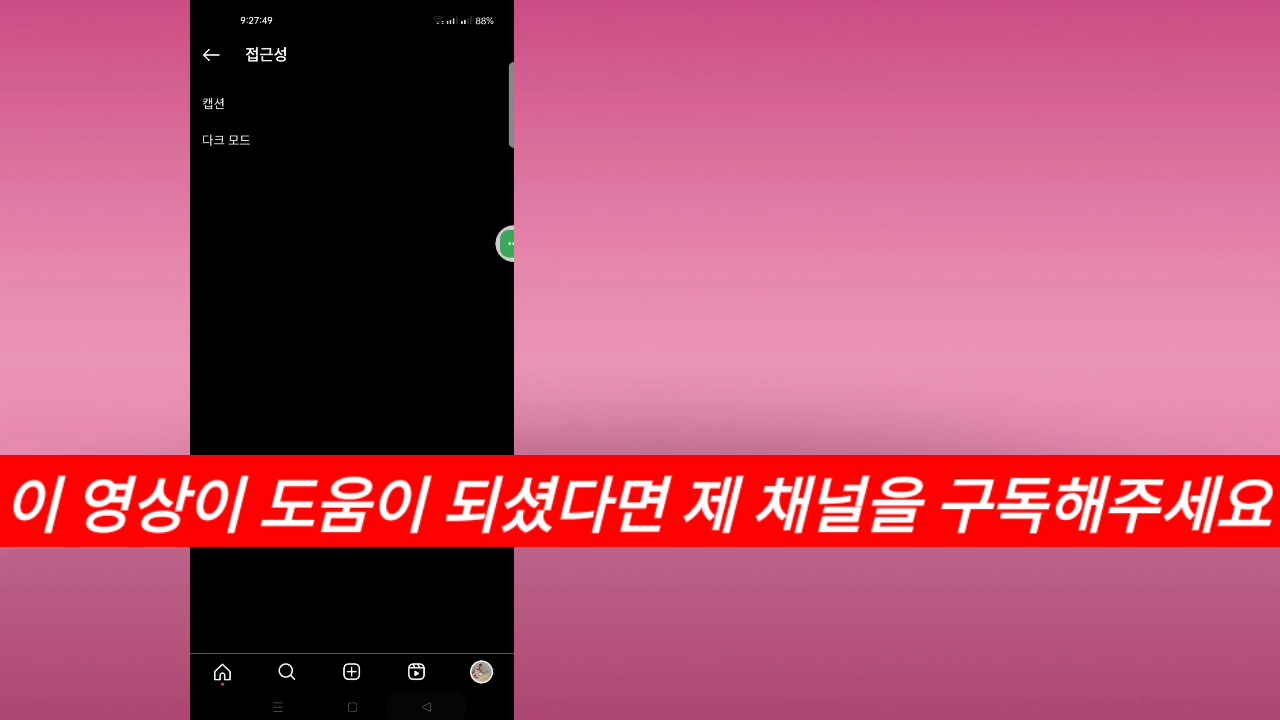 9:27:49
88%
접근성
캡션
다크 모드
이 영상이 도움이 되셨다면 제 채널을 구독해주세요